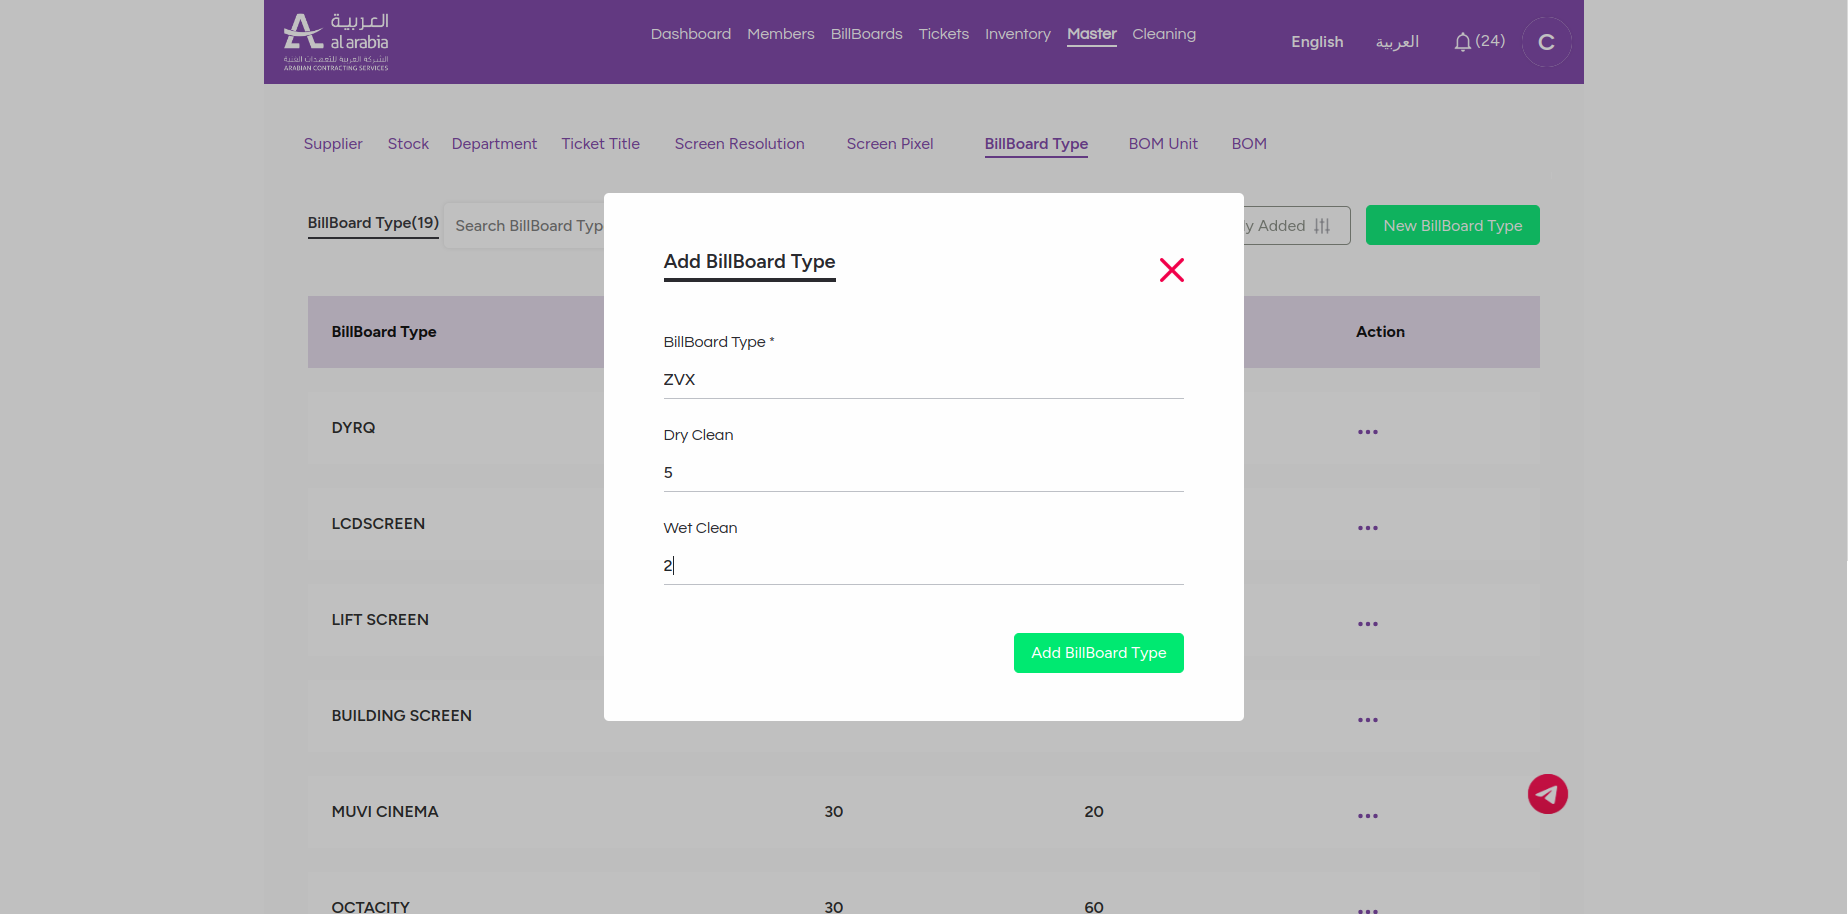 العربية
al arabia
الشركة العربية للتعهدات الفنية
ARABIAN CONTRACTING SERVICES
Dashboard Members BillBoards Tickets Inventory Master Cleaning
English العربية (24) C
Supplier Stock Department Ticket Title Screen Resolution Screen Pixel BillBoard Type BOM Unit BOM
BillBoard Type(19) Search BillBoard Typ ly Added New BillBoard Type
Add BillBoard Type
BillBoard Type Action
BillBoard Type *
ZVX
DYRQ
Dry Clean
5
LCDSCREEN
Wet Clean
2
LIFT SCREEN
Add BillBoard Type
BUILDING SCREEN
MUVI CINEMA 30 20
OCTACITY 30 60